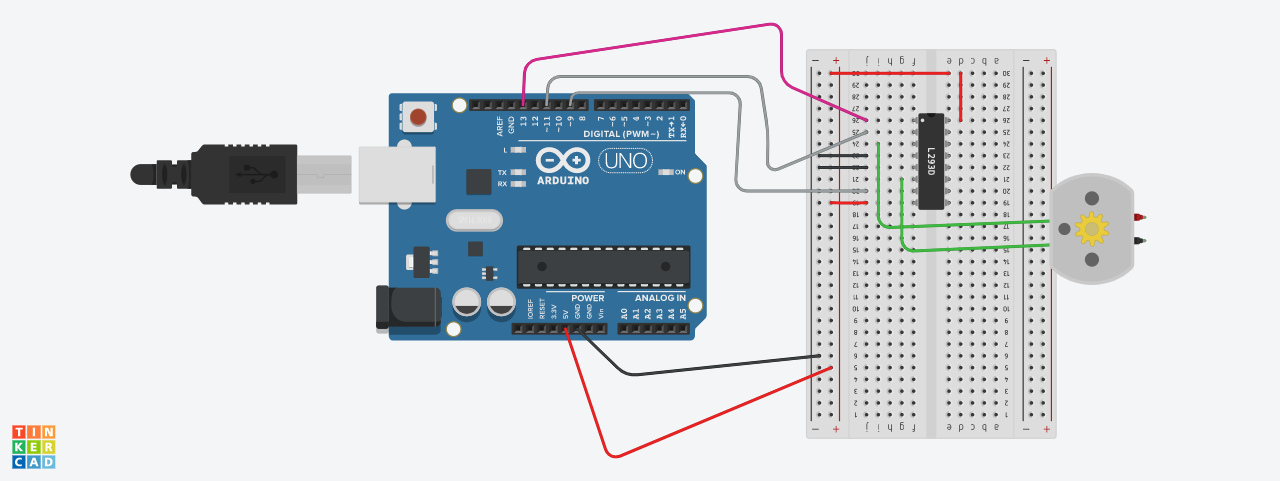 AREF
GND
13
12
~11
~10
~9
8
7
~6
~5
4
~3
2
TX→1
RX←0
DIGITAL (PWM~)
L
TX
RX
ARDUINO
UNO
ON
IOREF
RESET
3.3V
5V
GND
GND
Vin
POWER
ANALOG IN
A0
A1
A2
A3
A4
A5
− +
j i h g f
e d c b a
− +
L293D
30
29
28
27
26
25
24
23
22
21
20
19
18
17
16
15
14
13
12
11
10
9
8
7
6
5
4
3
2
1
− +
j i h g f
e d c b a
− +
TIN
KER
CAD